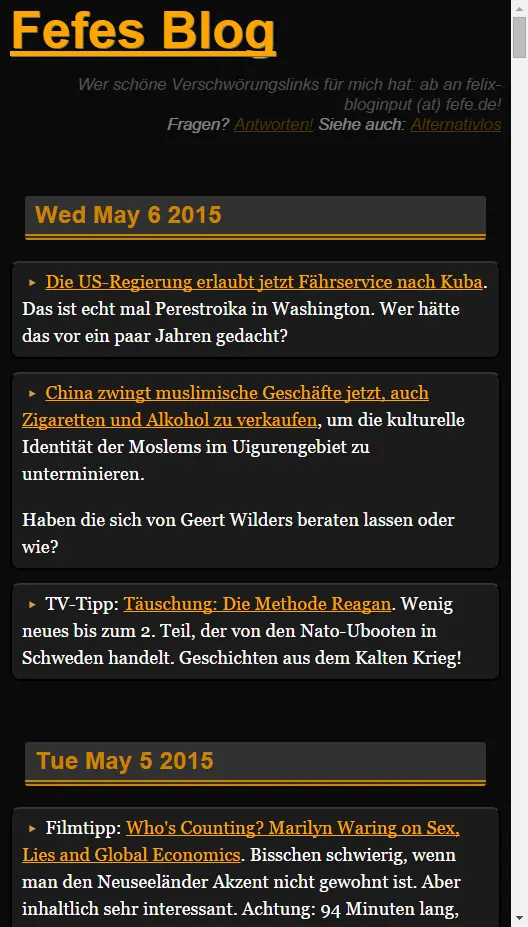 Fefes Blog
Wer schöne Verschwörungslinks für mich hat: ab an felix-
bloginput (at) fefe.de!
Fragen? Antworten! Siehe auch: Alternativlos
Wed May 6 2015
Die US-Regierung erlaubt jetzt Fährservice nach Kuba.
Das ist echt mal Perestroika in Washington. Wer hätte
das vor ein paar Jahren gedacht?
China zwingt muslimische Geschäfte jetzt, auch
Zigaretten und Alkohol zu verkaufen, um die kulturelle
Identität der Moslems im Uigurengebiet zu
unterminieren.
Haben die sich von Geert Wilders beraten lassen oder
wie?
TV-Tipp: Täuschung: Die Methode Reagan. Wenig
neues bis zum 2. Teil, der von den Nato-Ubooten in
Schweden handelt. Geschichten aus dem Kalten Krieg!
Tue May 5 2015
Filmtipp: Who's Counting? Marilyn Waring on Sex,
Lies and Global Economics. Bisschen schwierig, wenn
man den Neuseeländer Akzent nicht gewohnt ist. Aber
inhaltlich sehr interessant. Achtung: 94 Minuten lang,